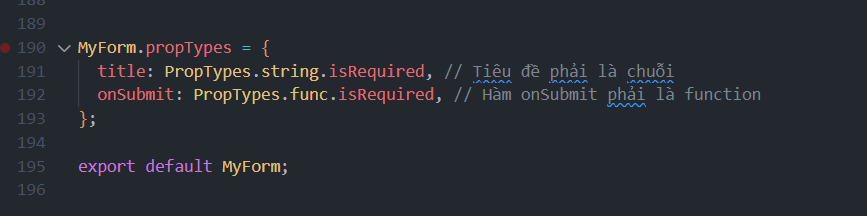 188
189
190 MyForm.propTypes = {
191 title: PropTypes.string.isRequired, // Tiêu đề phải là chuỗi
192 onSubmit: PropTypes.func.isRequired, // Hàm onSubmit phải là function
193 };
194
195 export default MyForm;
196